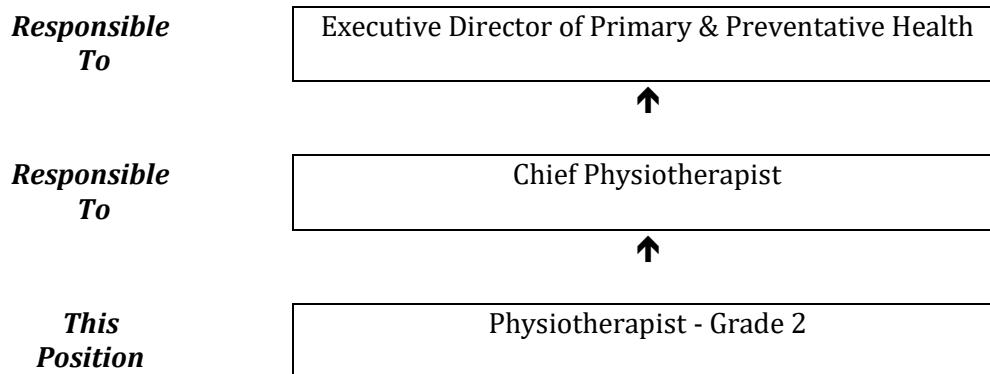 Responsible
To
Executive Director of Primary & Preventative Health
Responsible
To
Chief Physiotherapist
This
Position
Physiotherapist - Grade 2